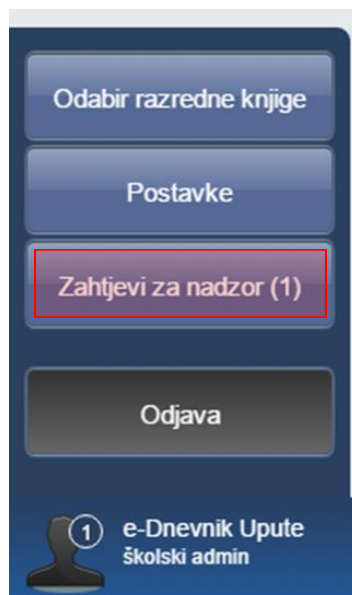 Odabir razredne knjige
Postavke
Zahtjevi za nadzor (1)
Odjava
1
e-Dnevnik Upute
školski admin